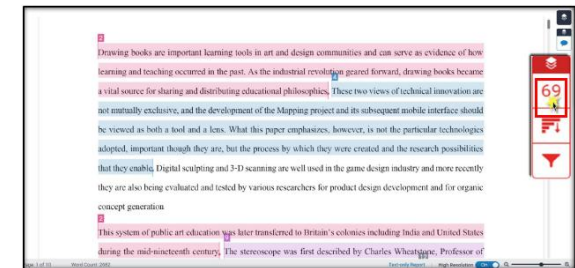 Drawing books are important learning tools in art and design communities and can serve as evidence of how
learning and teaching occurred in the past. As the industrial revolution geared forward, drawing books became
a vital source for sharing and distributing educational philosophies, These two views of technical innovation are
not mutually exclusive, and the development of the Mapping project and its subsequent mobile interface should
be viewed as both a tool and a lens. What this paper emphasizes, however, is not the particular technologies
adopted, important though they are, but the process by which they were created and the research possibilities
that they enable, Digital sculpting and 3-D scanning are well used in the game design industry and more recently
they are also being evaluated and tested by various researchers for product design development and for organic
concept generation
This system of public art education was later transferred to Britain's colonies including India and United States
during the mid-nineteenth century, The stereoscope was first described by Charles Wheatstone, Professor of
69
Page: 1 of 10 Word Count: Text-only Report High Resolution On